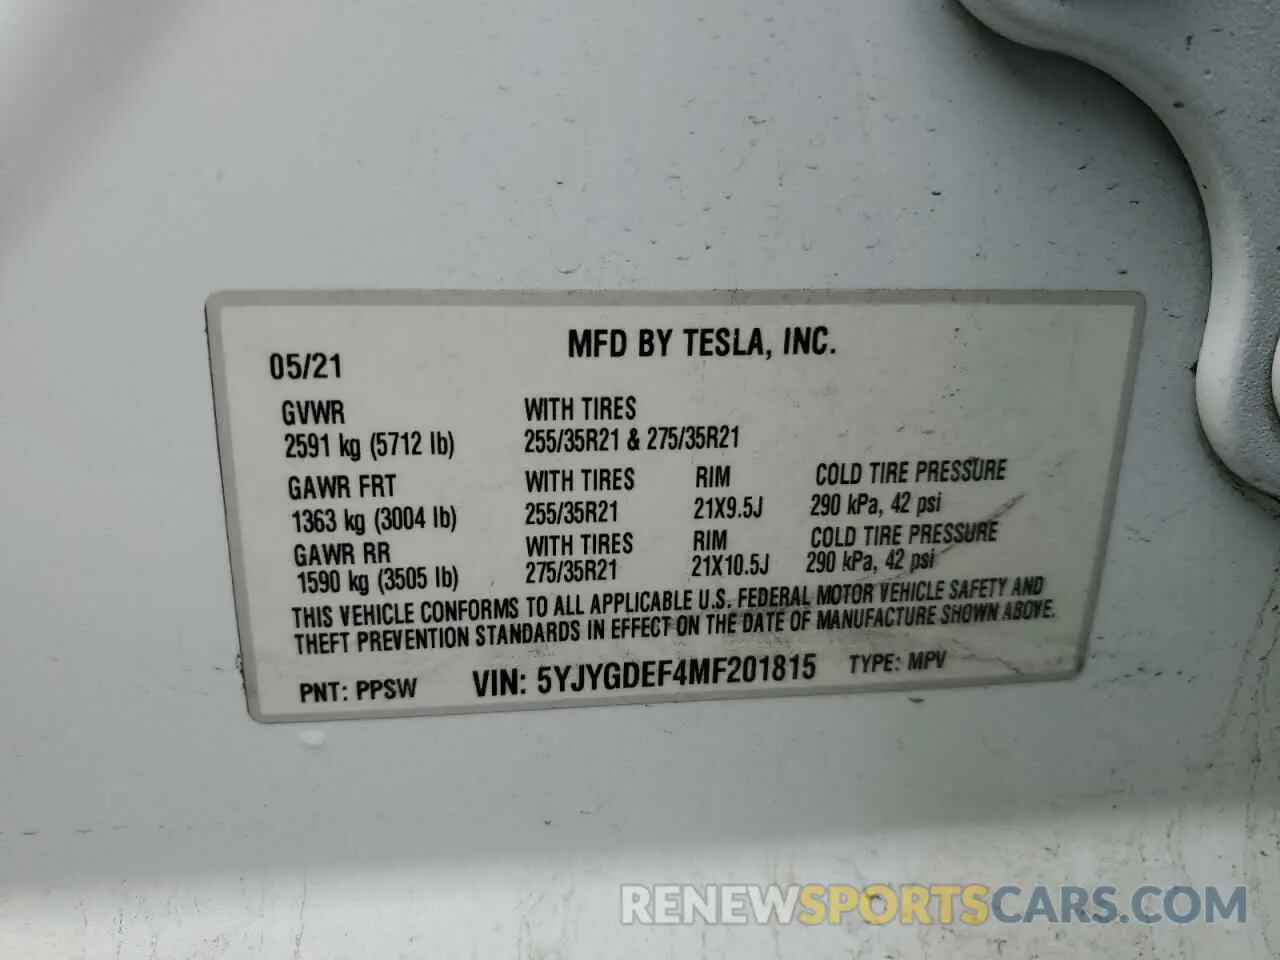 MFD BY TESLA, INC.
05/21
GVWR WITH TIRES
2591 kg (5712 lb) 255/35R21 & 275/35R21
GAWR FRT WITH TIRES RIM COLD TIRE PRESSURE
1363 kg (3004 lb) 255/35R21 21X9.5J 290 kPa, 42 psi
GAWR RR WITH TIRES RIM COLD TIRE PRESSURE
1590 kg (3505 lb) 275/35R21 21X10.5J 290 kPa, 42 psi
THIS VEHICLE CONFORMS TO ALL APPLICABLE U.S. FEDERAL MOTOR VEHICLE SAFETY AND
THEFT PREVENTION STANDARDS IN EFFECT ON THE DATE OF MANUFACTURE SHOWN ABOVE.
PNT: PPSW VIN: 5YJYGDEF4MF201815 TYPE: MPV
RENEWSPORTSCARS.COM